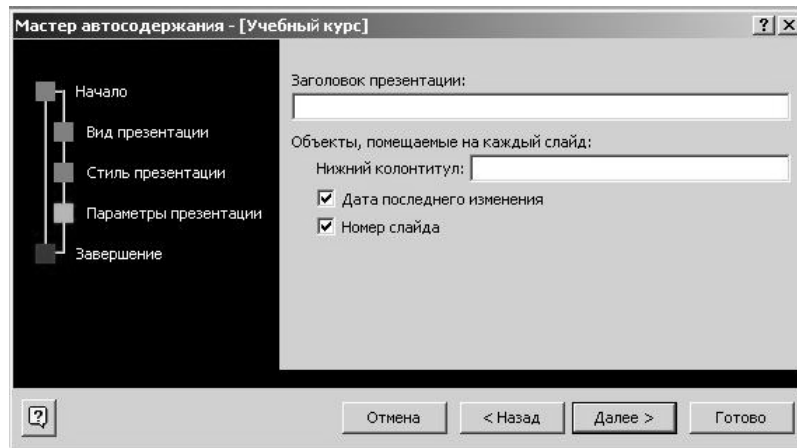 Мастер автосодержания - [Учебный курс]
Начало
Вид презентации
Стиль презентации
Параметры презентации
Завершение
Заголовок презентации:
Объекты, помещаемые на каждый слайд:
Нижний колонтитул:
Дата последнего изменения
Номер слайда
Отмена
< Назад
Далее >
Готово